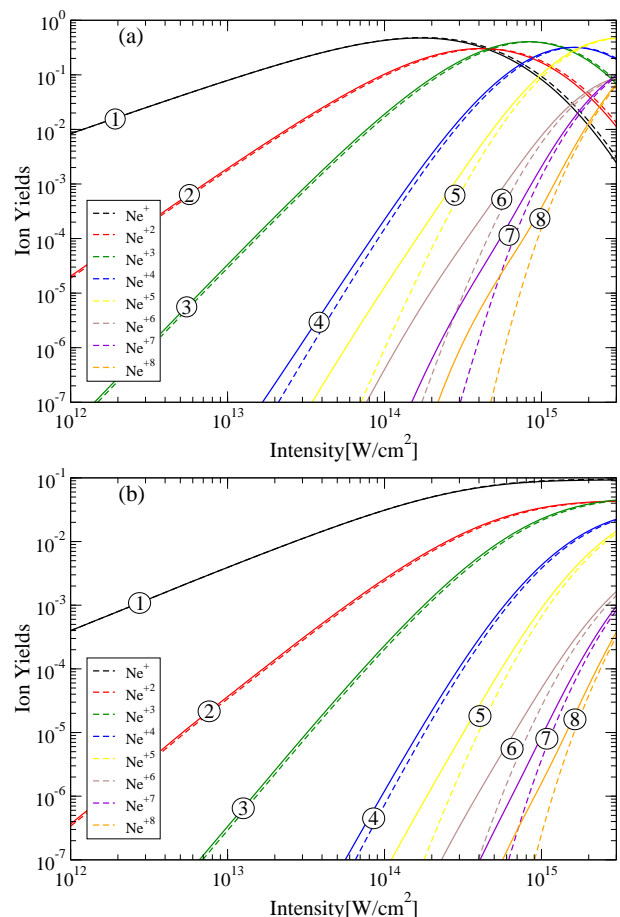 (a)
Ion Yields
10^0
10^-1
10^-2
10^-3
10^-4
10^-5
10^-6
10^-7
1
2
3
4
5
6
7
8
Ne^+
Ne^+2
Ne^+3
Ne^+4
Ne^+5
Ne^+6
Ne^+7
Ne^+8
10^12
10^13
10^14
10^15
Intensity[W/cm^2]
(b)
Ion Yields
10^-1
10^-2
10^-3
10^-4
10^-5
10^-6
10^-7
1
2
3
4
5
6
7
8
Ne^+
Ne^+2
Ne^+3
Ne^+4
Ne^+5
Ne^+6
Ne^+7
Ne^+8
10^12
10^13
10^14
10^15
Intensity[W/cm^2]